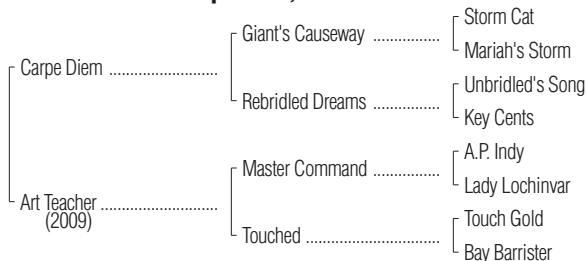 Storm Cat
Giant's Causeway
Mariah's Storm
Carpe Diem
Unbridled's Song
Rebridled Dreams
Key Cents
A.P. Indy
Master Command
Lady Lochinvar
Art Teacher
(2009)
Touch Gold
Touched
Bay Barrister